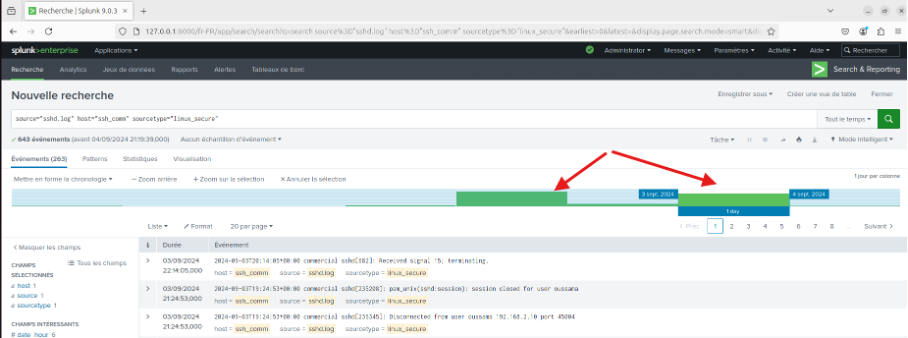 Recherche | Splunk 9.0.3
127.0.0.1:8000/fr-FR/app/search/search?q=search source%3D"sshd.log" host%3D"ssh_comm" sourcetype%3D"linux_secure"&earliest=0&latest=&display.page.search.mode=smart&di
splunk>enterprise Applications Administrator Messages Paramètres Activité Aide Rechercher
Recherche Analytics Jeux de données Rapports Alertes Tableaux de bord Search & Reporting
Nouvelle recherche Enregistrer sous Créer une vue de table Fermer
source="sshd.log" host="ssh_comm" sourcetype="linux_secure" Tout le temps
643 événements (avant 04/09/2024 21:19:39,000) Aucun échantillon d'événement Tâche Mode Intelligent
Événements (263) Patterns Statistiques Visualisation
Mettre en forme la chronologie — Zoom arrière + Zoom sur la sélection × Annuler la sélection 1 jour par colonne
3 sept. 2024 4 sept. 2024
1 day
Liste Format 20 par page < Préc 1 2 3 4 5 6 7 8 ... Suivant >
< Masquer les champs Tous les champs i Durée Événement
CHAMPS SÉLECTIONNÉS
a host 1
a source 1
a sourcetype 1
CHAMPS INTÉRESSANTS
# date_hour 6
> 03/09/2024 22:14:05,000 2024-09-03T20:14:05+00:00 commercial sshd[882]: Received signal 15; terminating.
host = ssh_comm source = sshd.log sourcetype = linux_secure
> 03/09/2024 21:24:53,000 2024-09-03T19:24:53+00:00 commercial sshd[235288]: pam_unix(sshd:session): session closed for user oussama
host = ssh_comm source = sshd.log sourcetype = linux_secure
> 03/09/2024 21:24:53,000 2024-09-03T19:24:53+00:00 commercial sshd[235345]: Disconnected from user oussama 192.168.2.10 port 45004
host = ssh_comm source = sshd.log sourcetype = linux_secure